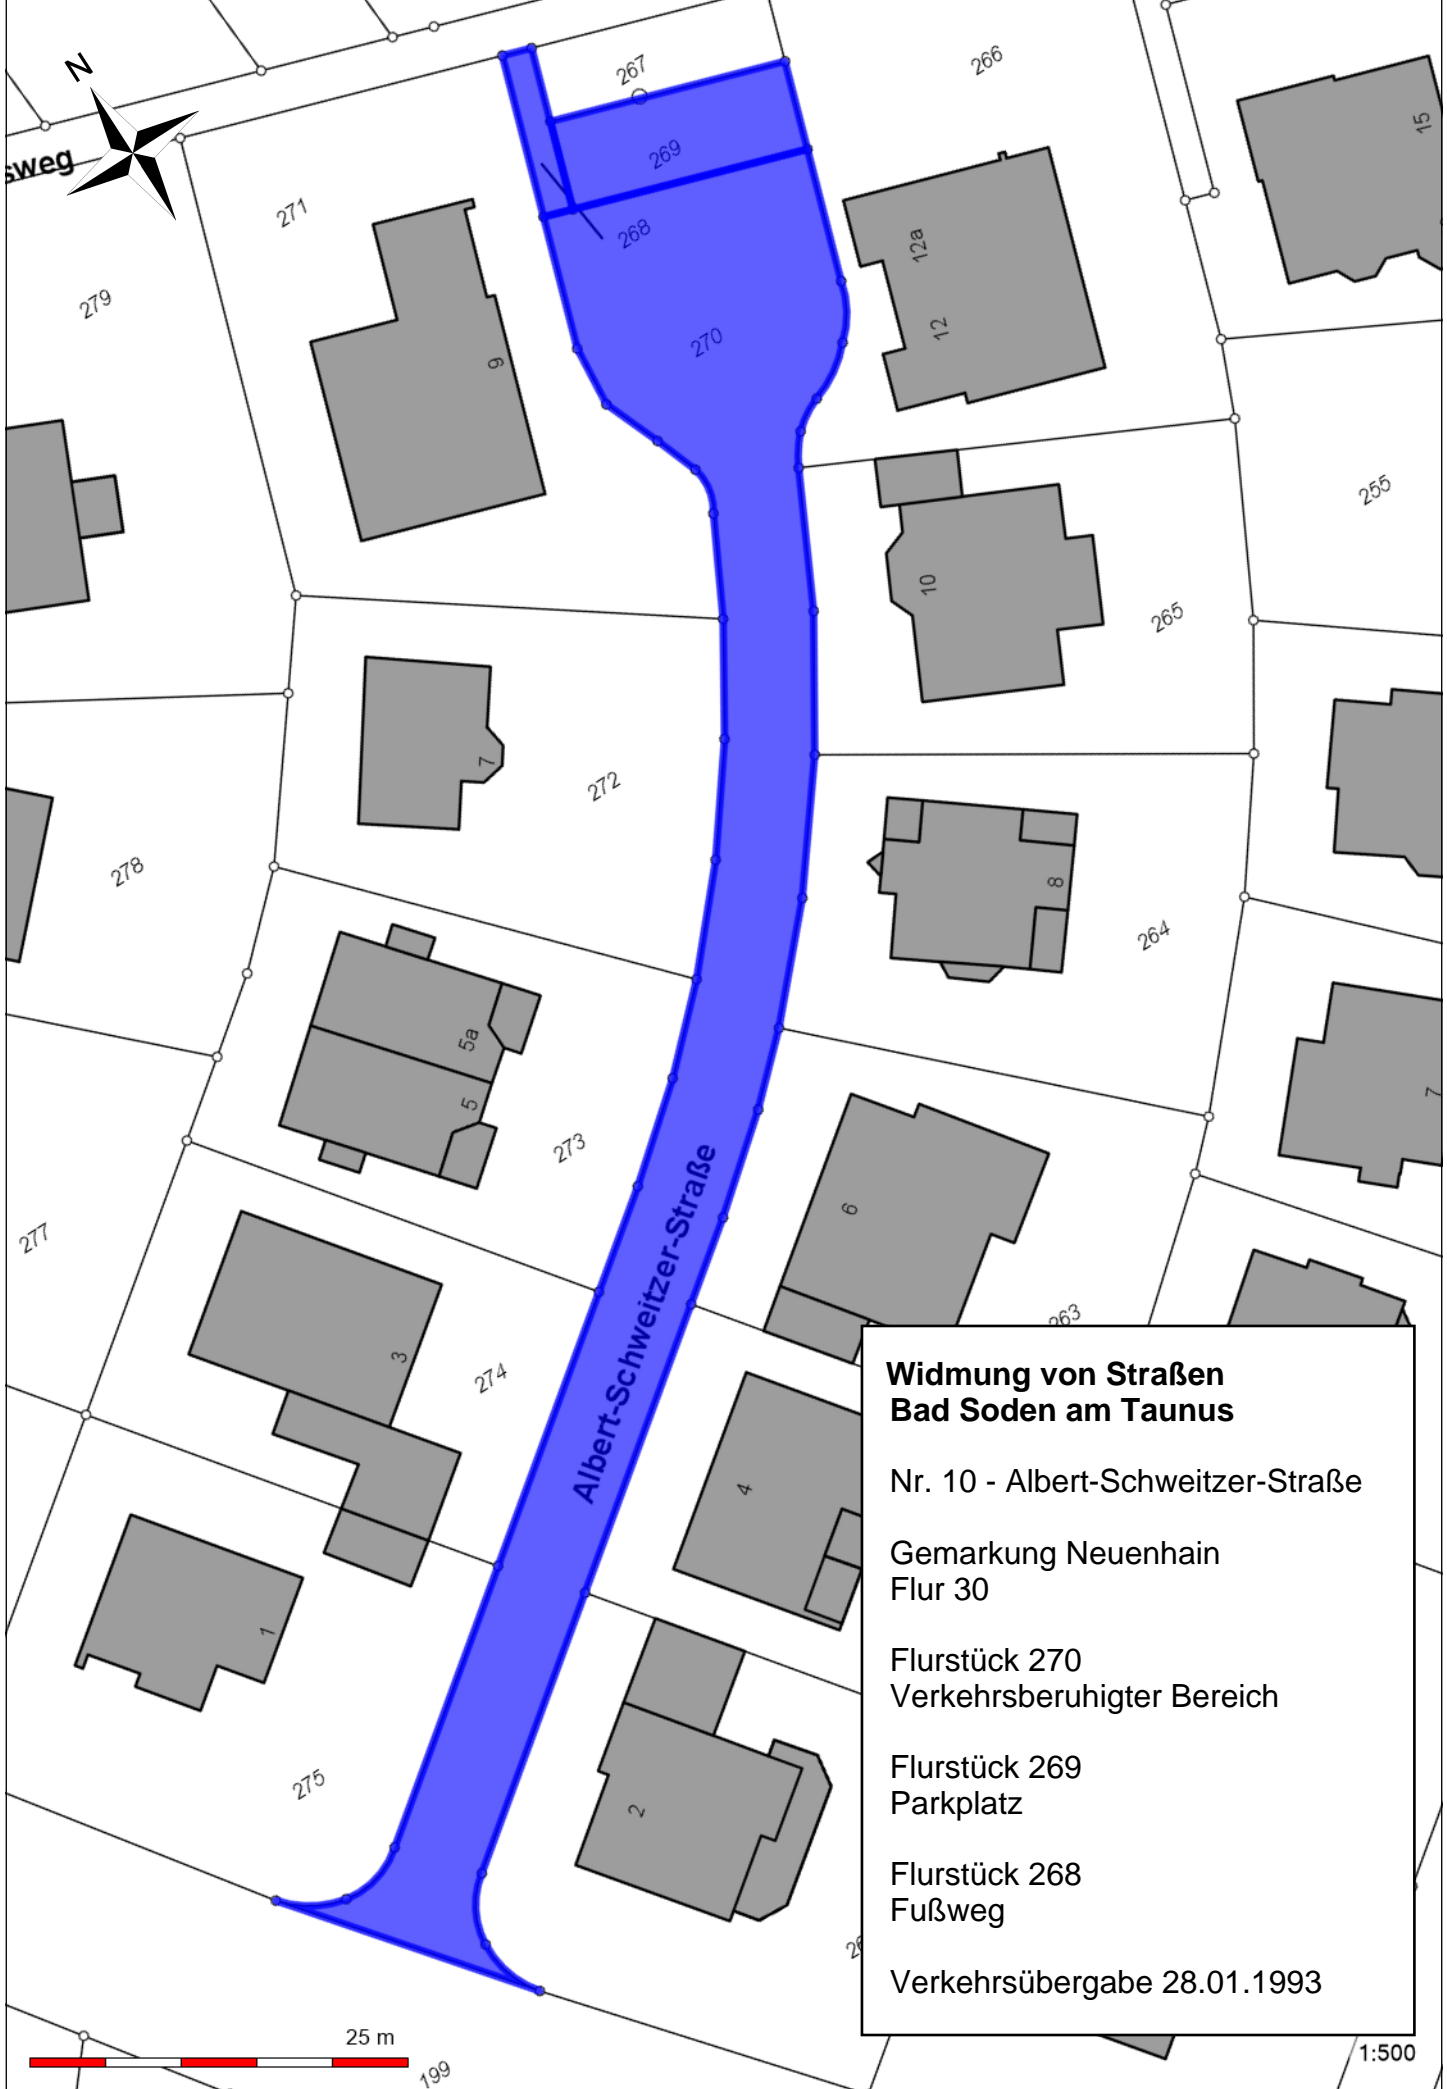 N
sweg
267
266
15
269
271
268
12a
279
270
12
9
255
10
265
7
272
278
8
264
5a
5
273
7
277
6
Albert-Schweitzer-Straße
263
3
274
4
1
275
2
25 m
199
1:500
Widmung von Straßen
Bad Soden am Taunus
Nr. 10 - Albert-Schweitzer-Straße
Gemarkung Neuenhain
Flur 30
Flurstück 270
Verkehrsberuhigter Bereich
Flurstück 269
Parkplatz
Flurstück 268
Fußweg
Verkehrsübergabe 28.01.1993